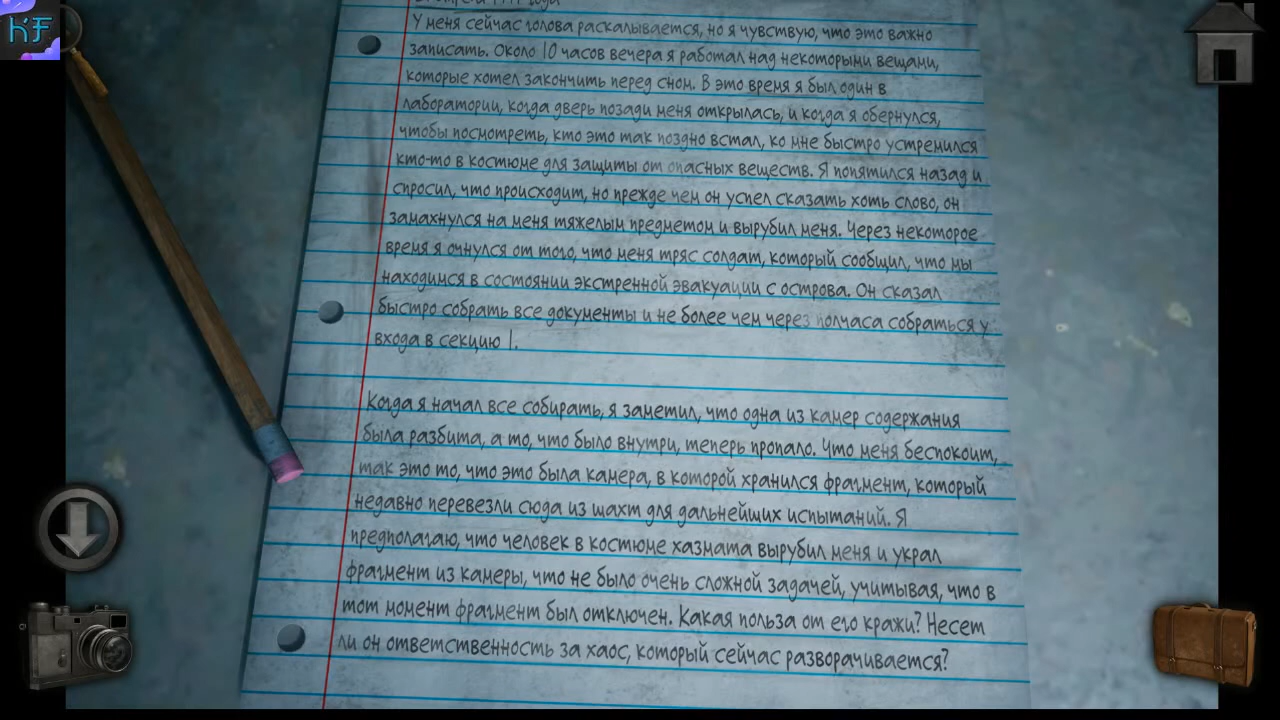 KF
года
У меня сейчас голова раскалывается, но я чувствую, что это важно
записать. Около 10 часов вечера я работал над некоторыми вещами,
которые хотел закончить перед сном. В это время я был один в
лаборатории, когда дверь позади меня открылась, и когда я обернулся,
чтобы посмотреть, кто это так поздно встал, ко мне быстро устремился
кто-то в костюме для защиты от опасных веществ. Я попятился назад и
спросил, что происходит, но прежде чем он успел сказать хоть слово, он
замахнулся на меня тяжелым предметом и вырубил меня. Через некоторое
время я очнулся от того, что меня тряс солдат, который сообщил, что мы
находимся в состоянии экстренной эвакуации с острова. Он сказал
быстро собрать все документы и не более чем через полчаса собраться у
входа в секцию 1.
Когда я начал все собирать, я заметил, что одна из камер содержания
была разбита, а то, что было внутри, теперь пропало. Что меня беспокоит,
так это то, что это была камера, в которой хранился фрагмент, который
недавно перевезли сюда из шахт для дальнейших испытаний. Я
предполагаю, что человек в костюме хазмата вырубил меня и украл
фрагмент из камеры, что не было очень сложной задачей, учитывая, что в
тот момент фрагмент был отключен. Какая польза от его кражи? Несет
ли он ответственность за хаос, который сейчас разворачивается?